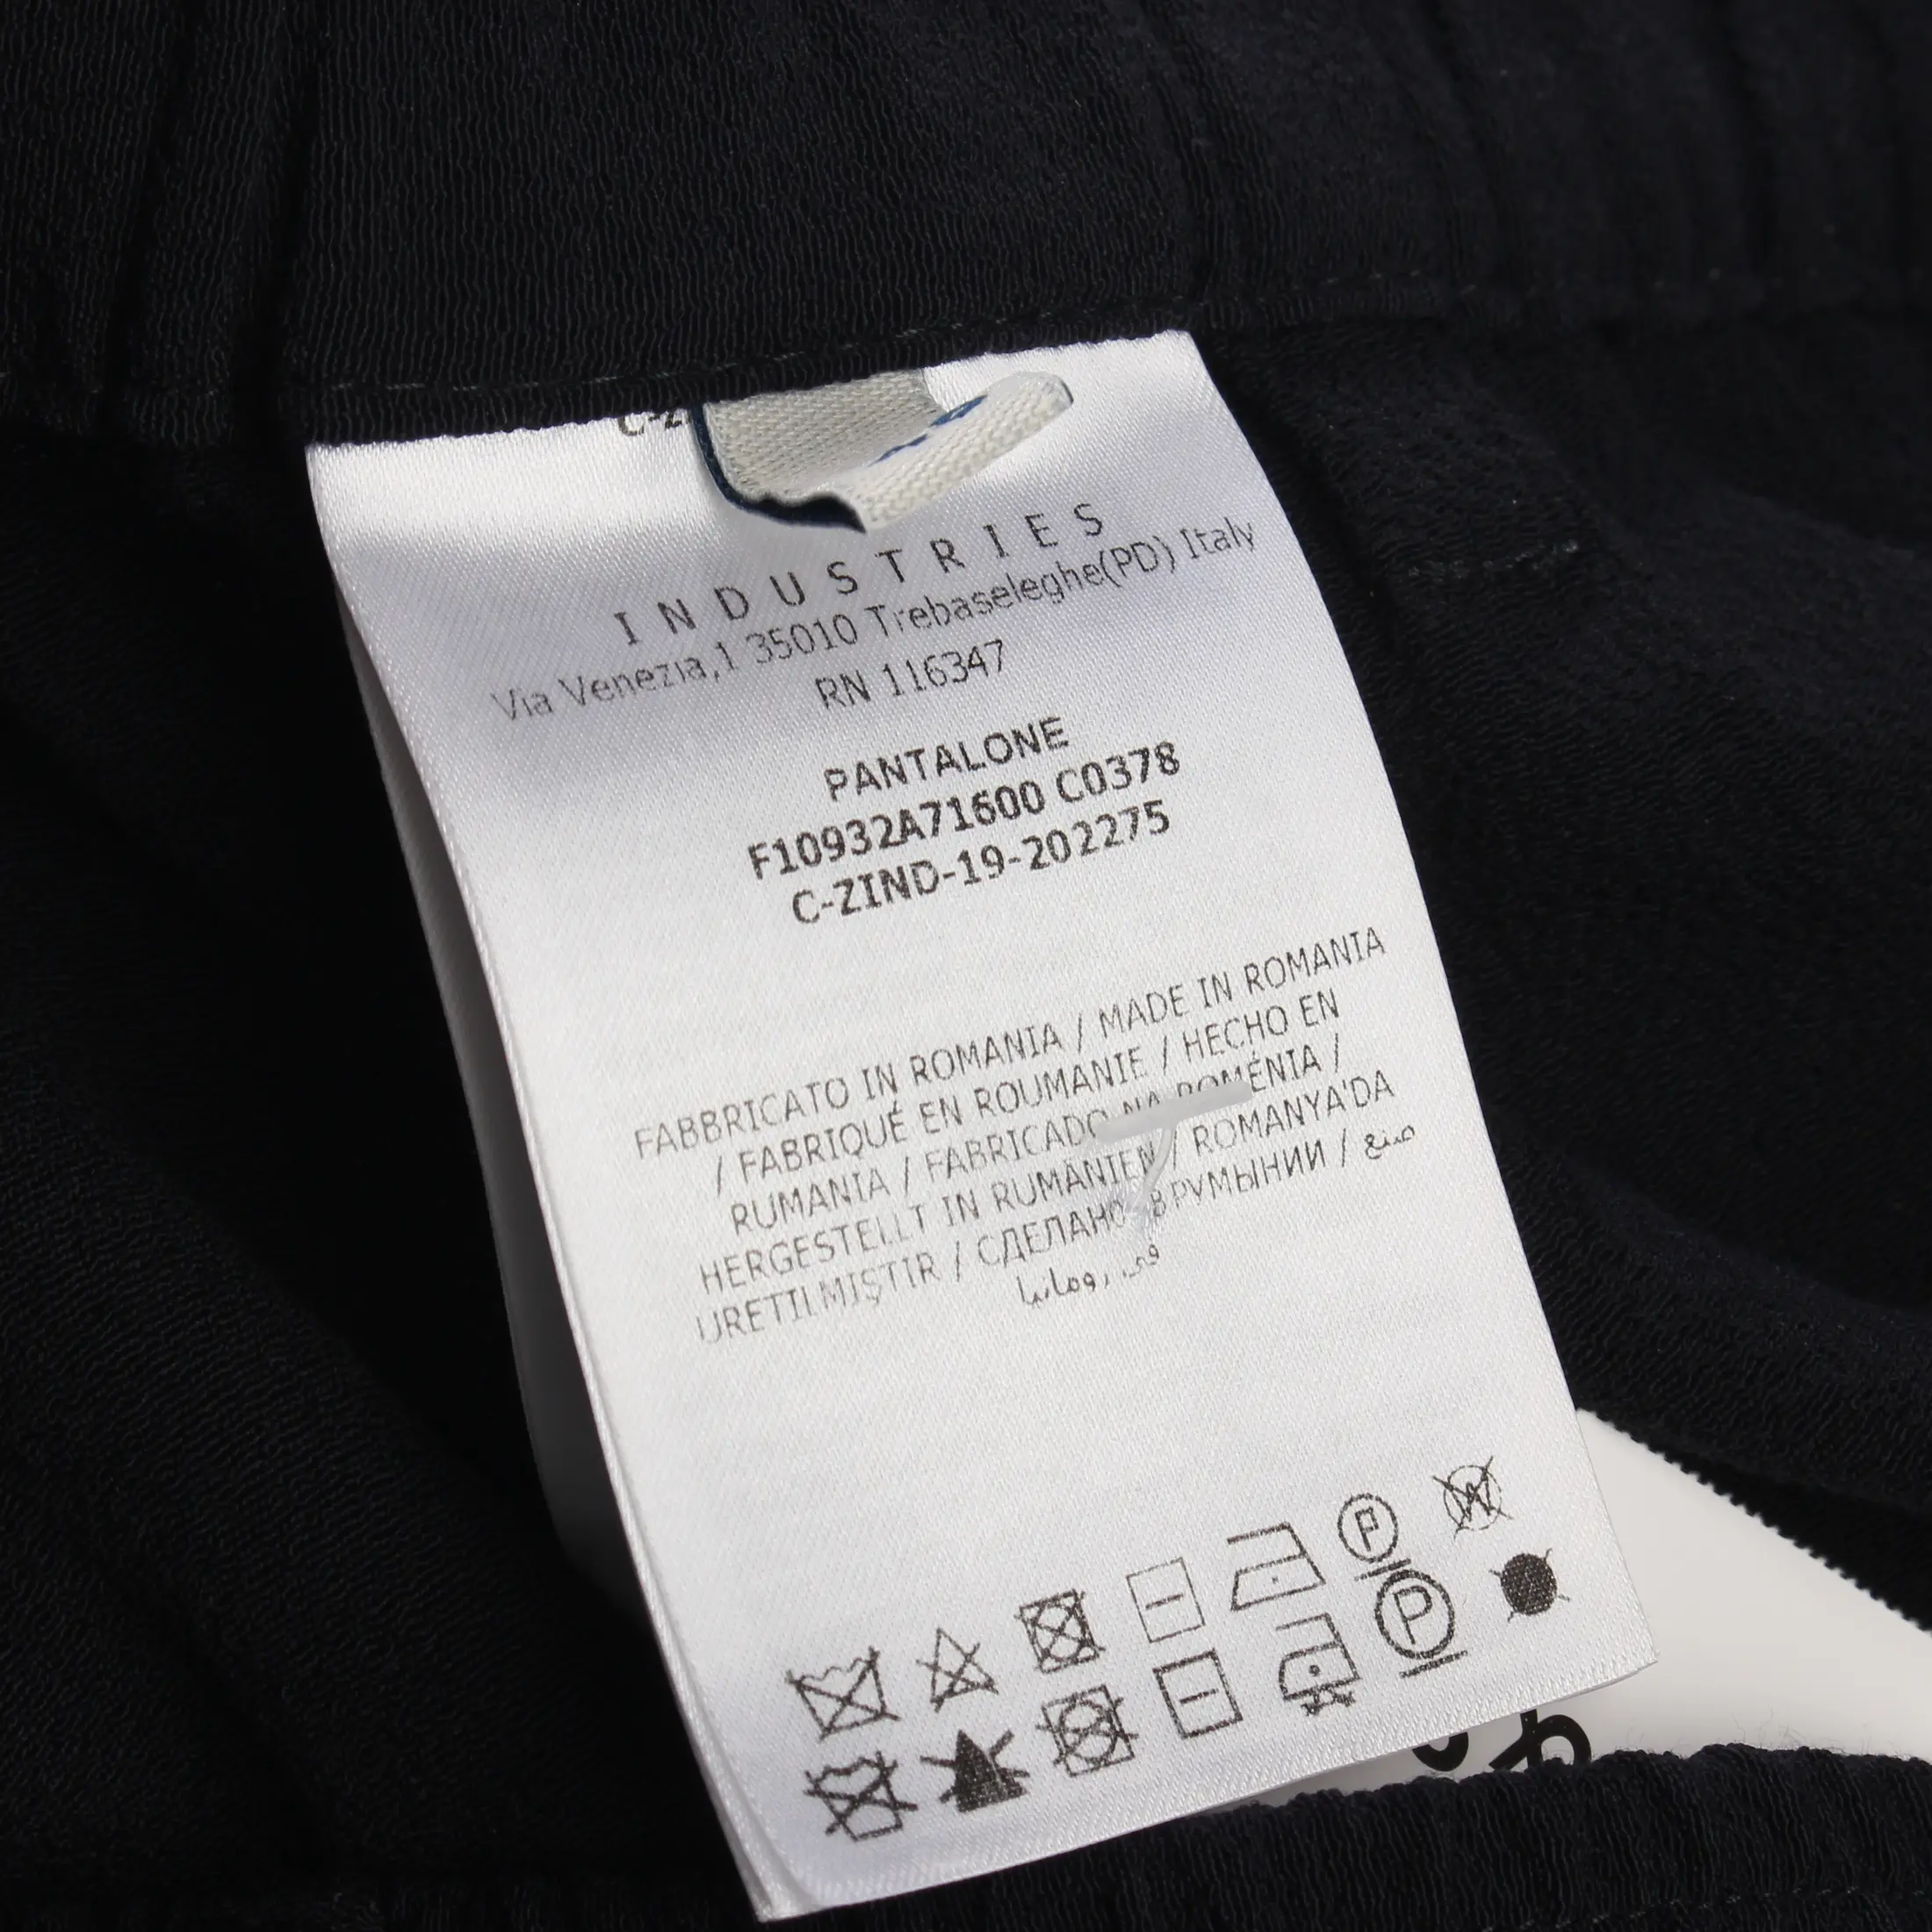 C-Z
INDUSTRIES
Via Venezia,1 35010 Trebaseleghe(PD) Italy
RN 116347
PANTALONE
F10932A71600 C0378
C-ZIND-19-202275
FABBRICATO IN ROMANIA / MADE IN ROMANIA
/ FABRIQUÉ EN ROUMANIE / HECHO EN
RUMANIA / FABRICADO NA ROMÉNIA /
HERGESTELLT IN RUMÄNIEN / ROMANYA'DA
ÜRETILMIŞTIR / СДЕЛАНО В РУМЫНИИ / صنع
في رومانيا
P W
P